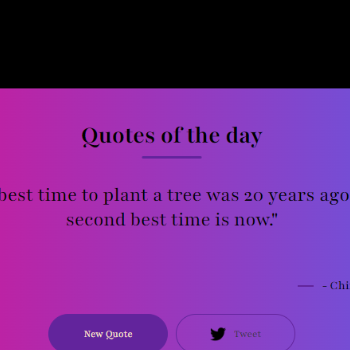 Quotes of the day
best time to plant a tree was 20 years ago
second best time is now."
- Chi
New Quote
Tweet